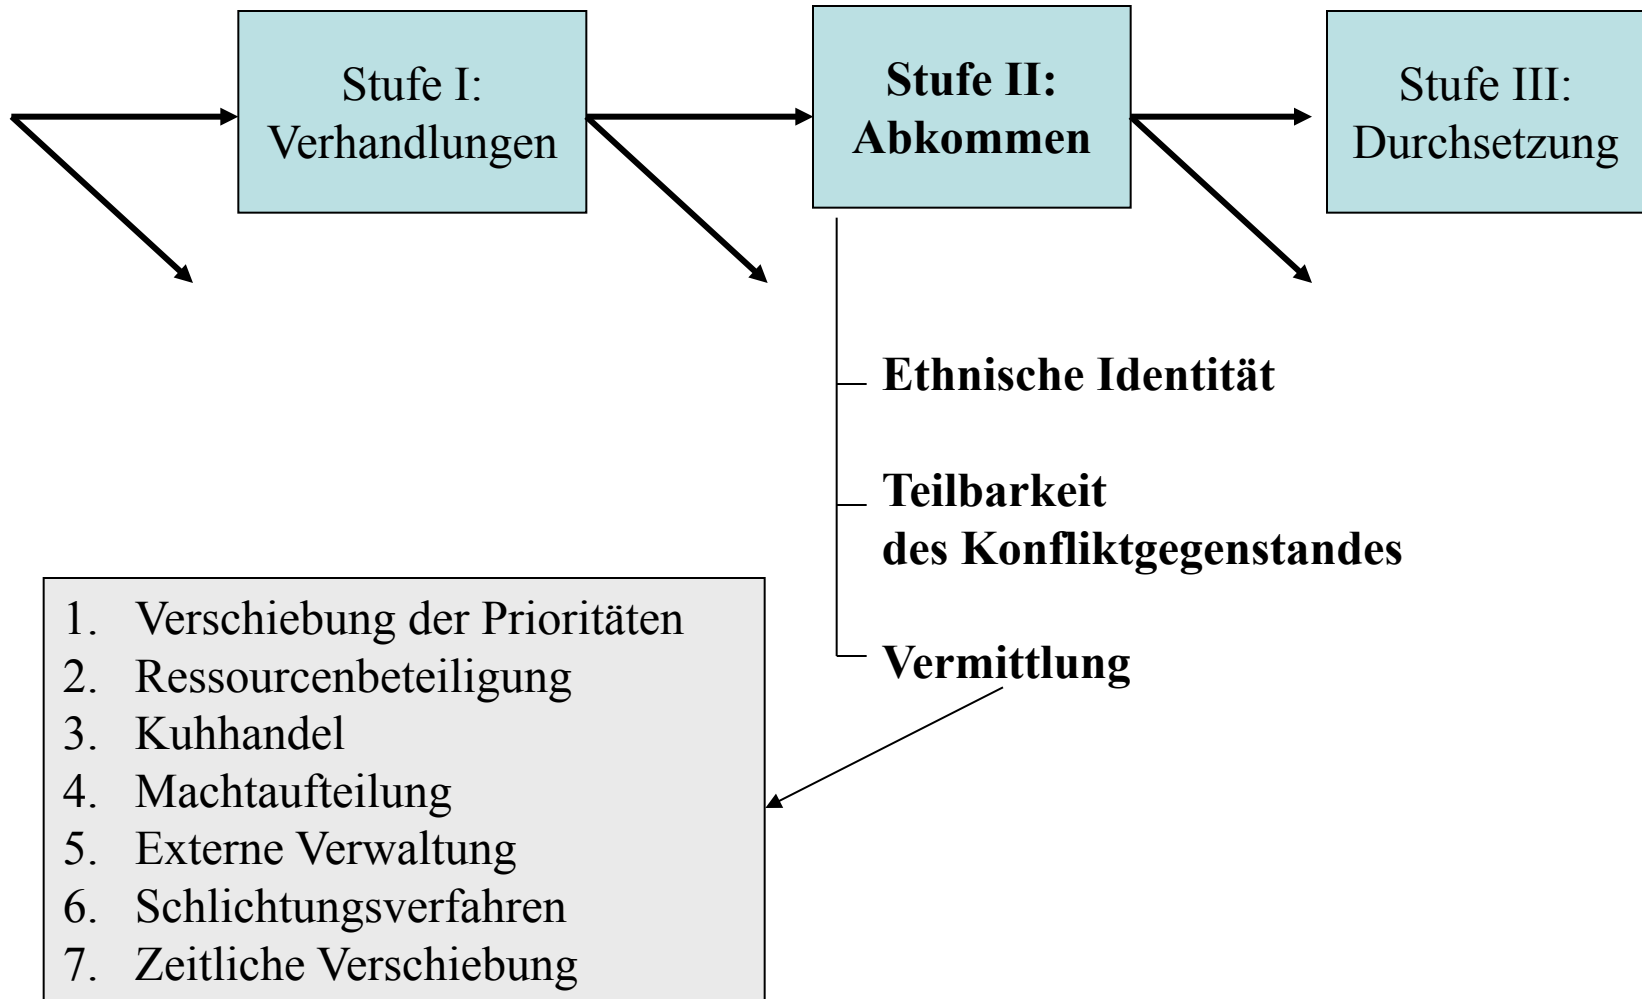 Stufe I:
Verhandlungen
Stufe II:
Abkommen
Stufe III:
Durchsetzung
Ethnische Identität
Teilbarkeit
des Konfliktgegenstandes
Vermittlung
1. Verschiebung der Prioritäten
2. Ressourcenbeteiligung
3. Kuhhandel
4. Machtaufteilung
5. Externe Verwaltung
6. Schlichtungsverfahren
7. Zeitliche Verschiebung